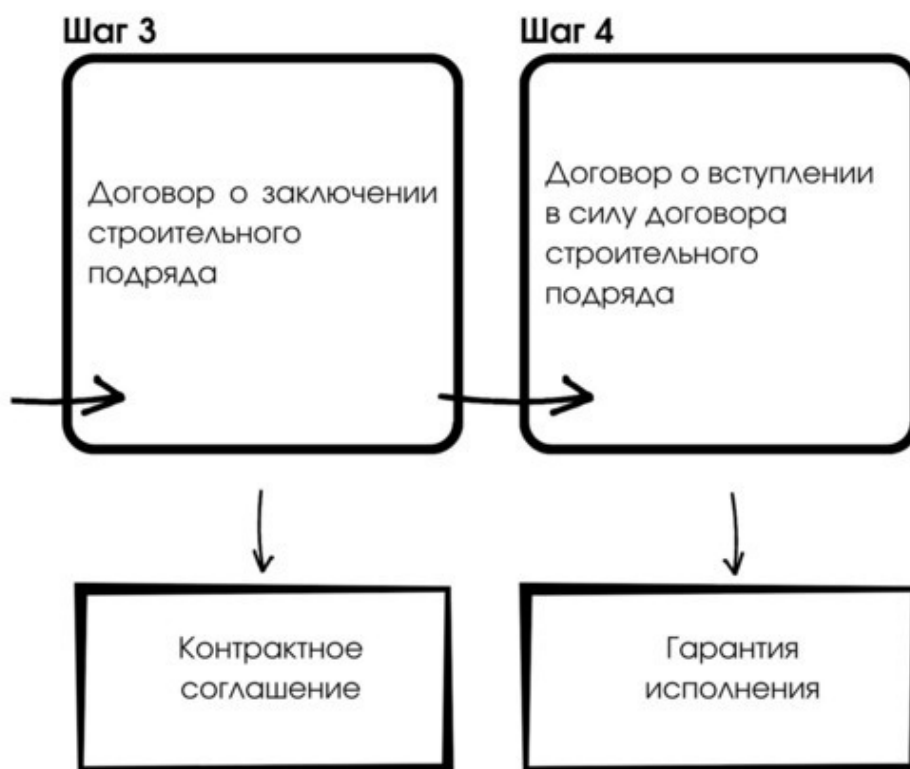 Шаг 3
Договор о заключении
строительного
подряда
Контрактное
соглашение
Шаг 4
Договор о вступлении
в силу договора
строительного
подряда
Гарантия
исполнения